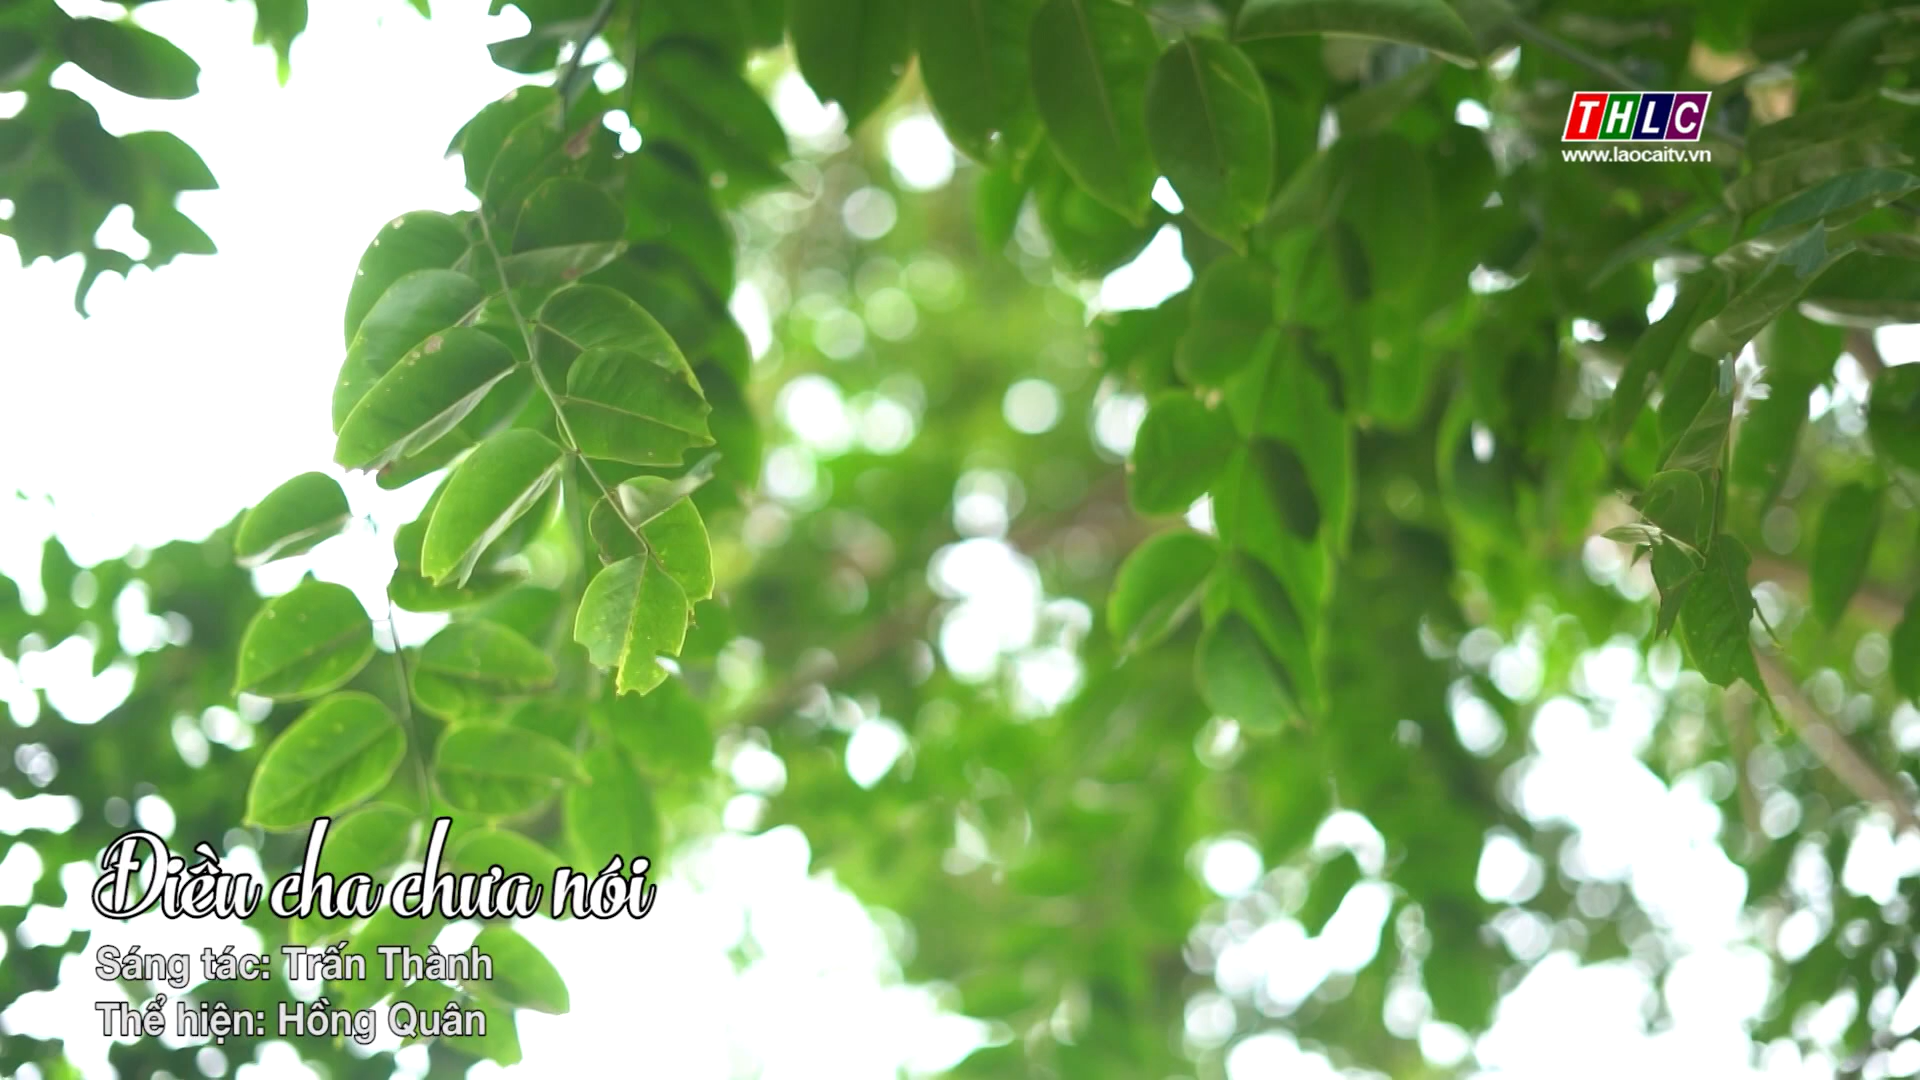 THLC
www.laocaitv.vn
Điều cha chưa nói
Sáng tác: Trấn Thành
Thể hiện: Hồng Quân